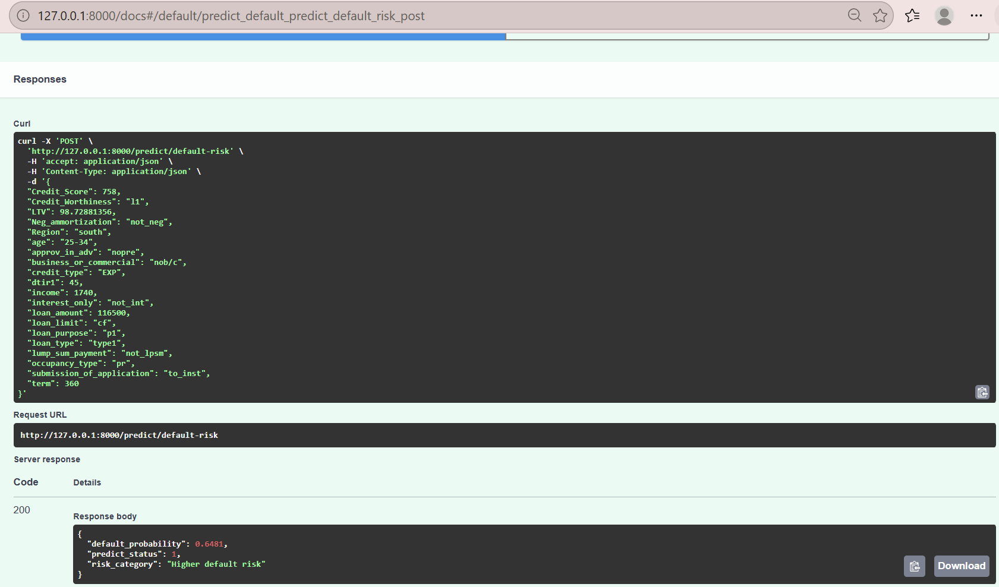 127.0.0.1:8000/docs#/default/predict_default_predict_default_risk_post
Responses
Curl
curl -X 'POST' \
  'http://127.0.0.1:8000/predict/default-risk' \
  -H 'accept: application/json' \
  -H 'Content-Type: application/json' \
  -d '{
  "Credit_Score": 758,
  "Credit_Worthiness": "l1",
  "LTV": 98.72881356,
  "Neg_ammortization": "not_neg",
  "Region": "south",
  "age": "25-34",
  "approv_in_adv": "nopre",
  "business_or_commercial": "nob/c",
  "credit_type": "EXP",
  "dtir1": 45,
  "income": 1740,
  "interest_only": "not_int",
  "loan_amount": 116500,
  "loan_limit": "cf",
  "loan_purpose": "p1",
  "loan_type": "type1",
  "lump_sum_payment": "not_lpsm",
  "occupancy_type": "pr",
  "submission_of_application": "to_inst",
  "term": 360
}'
Request URL
http://127.0.0.1:8000/predict/default-risk
Server response
Code Details
200
Response body
{
  "default_probability": 0.6481,
  "predict_status": 1,
  "risk_category": "Higher default risk"
}
Download